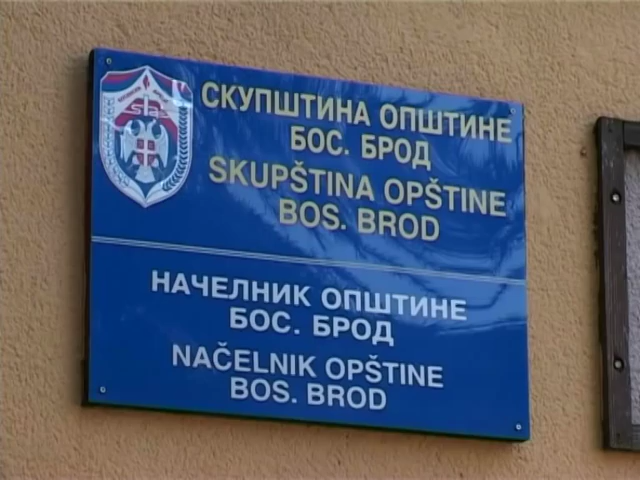 СКУПШТИНА ОПШТИНЕ
БОС. БРОД
SKUPŠTINA OPŠTINE
BOS. BROD
НАЧЕЛНИК ОПШТИНЕ
БОС. БРОД
NAČELNIK OPŠTINE
BOS. BROD